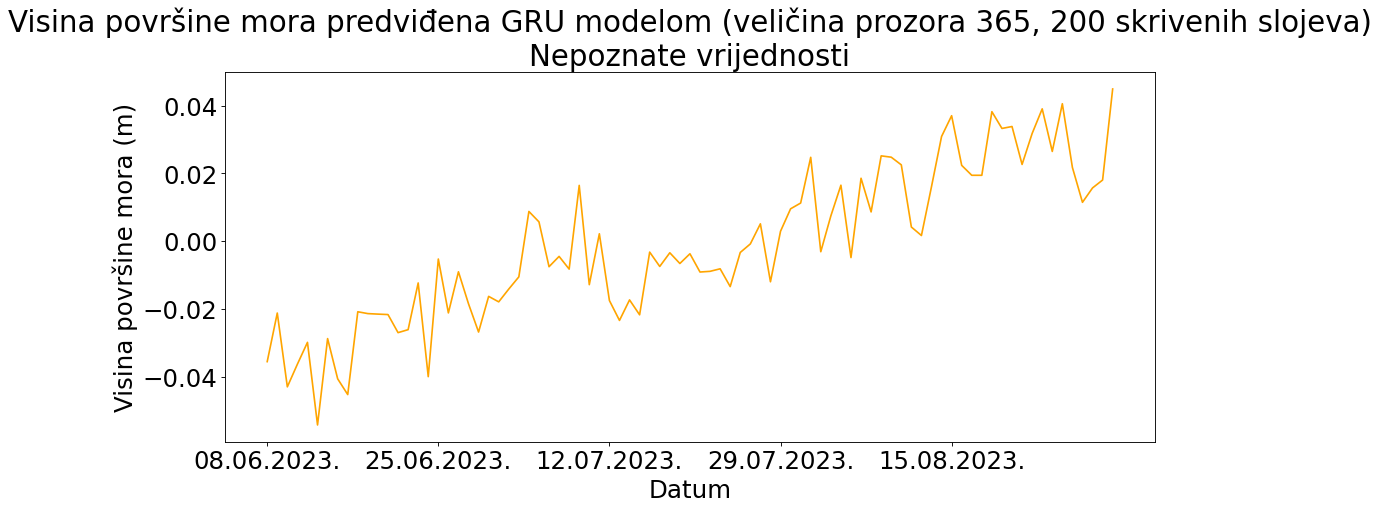 Visina površine mora predviđena GRU modelom (veličina prozora 365, 200 skrivenih slojeva)
Nepoznate vrijednosti
Visina površine mora (m)
0.04
0.02
0.00
−0.02
−0.04
08.06.2023. 25.06.2023. 12.07.2023. 29.07.2023. 15.08.2023.
Datum